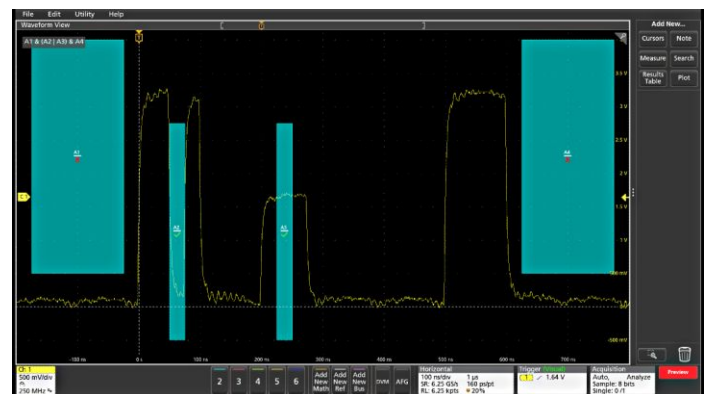 File Edit Utility Help
Waveform View
Add New...
A1 & (A2 | A3) & A4
Cursors Note
Measure Search
Results Table Plot
3.5 V
3 V
2.5 V
2 V
1 V
-500 mV
A1
A2
A3
A4
C1
-100 ns 0 s 100 ns 200 ns 300 ns 400 ns 500 ns 600 ns 700 ns
Ch 1
500 mV/div
250 MHz
2 3 4 5 6
Add New Math
Add New Ref
Add New Bus
DVM AFG
Horizontal
100 ns/div 1 µs
SR: 6.25 GS/s 160 ps/pt
RL: 6.25 kpts 20%
Trigger
1 1.64 V
Acquisition
Auto, Analyze
Sample: 8 bits
Single: 0 /1
Preview